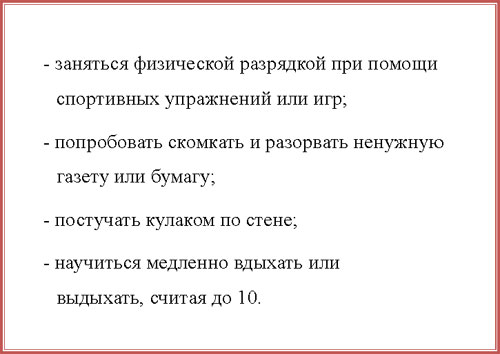 - заняться физической разрядкой при помощи
спортивных упражнений или игр;
- попробовать скомкать и разорвать ненужную
газету или бумагу;
- постучать кулаком по стене;
- научиться медленно вдыхать или
выдыхать, считая до 10.